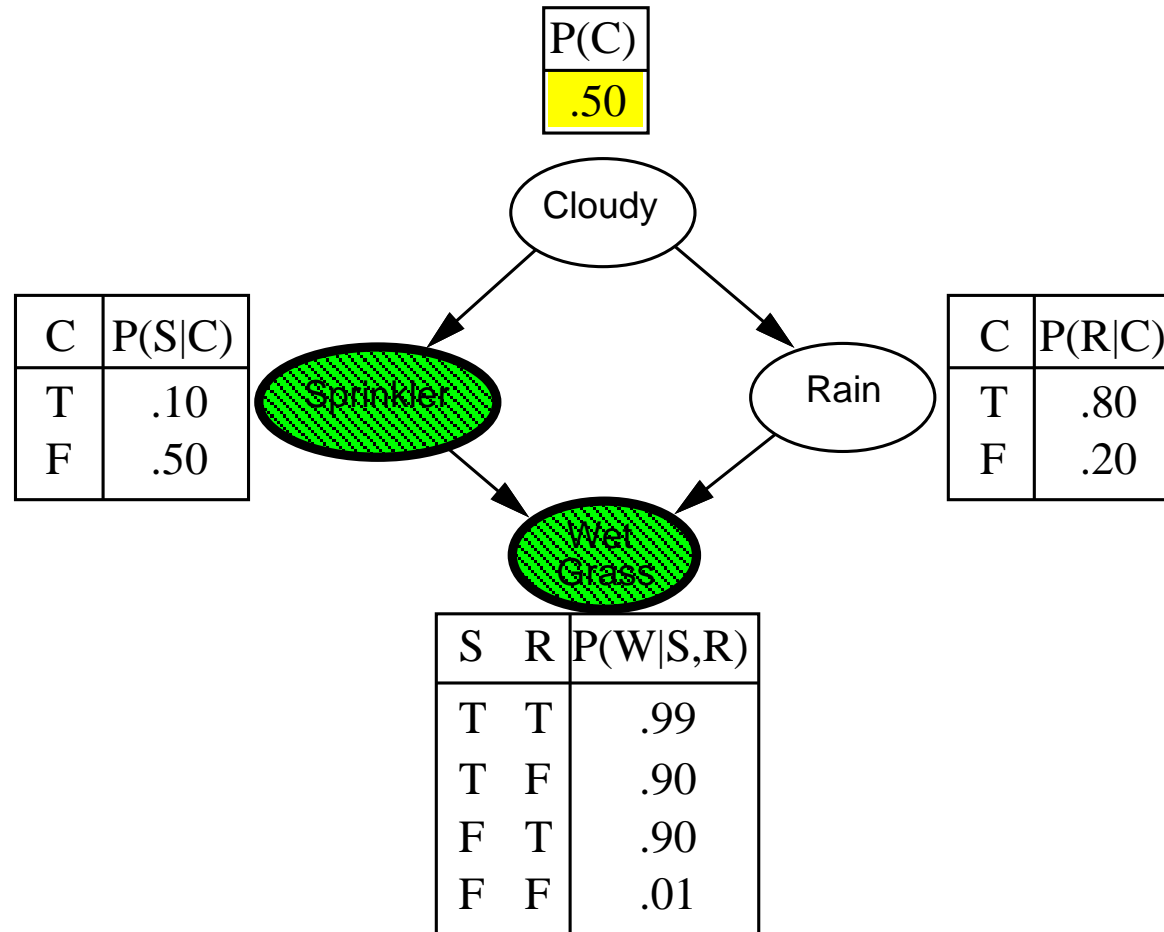 P(C)
.50
Cloudy
C P(S|C)
T .10
F .50
Sprinkler
Rain
C P(R|C)
T .80
F .20
Wet
Grass
S R P(W|S,R)
T T .99
T F .90
F T .90
F F .01